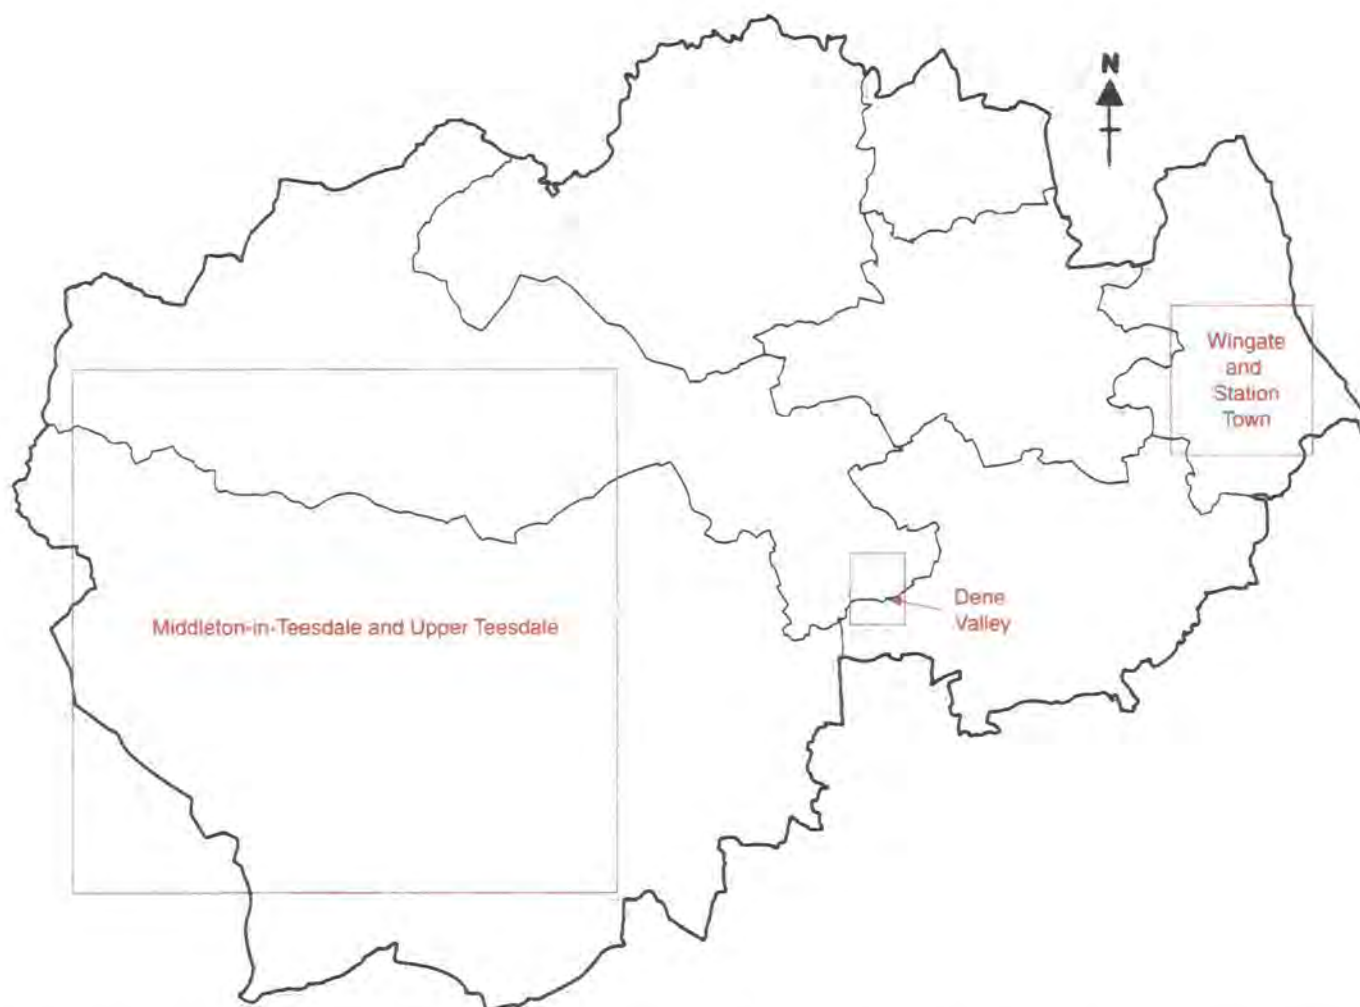 N
Wingate
and
Station
Town
Middleton-in-Teesdale and Upper Teesdale
Dene
Valley